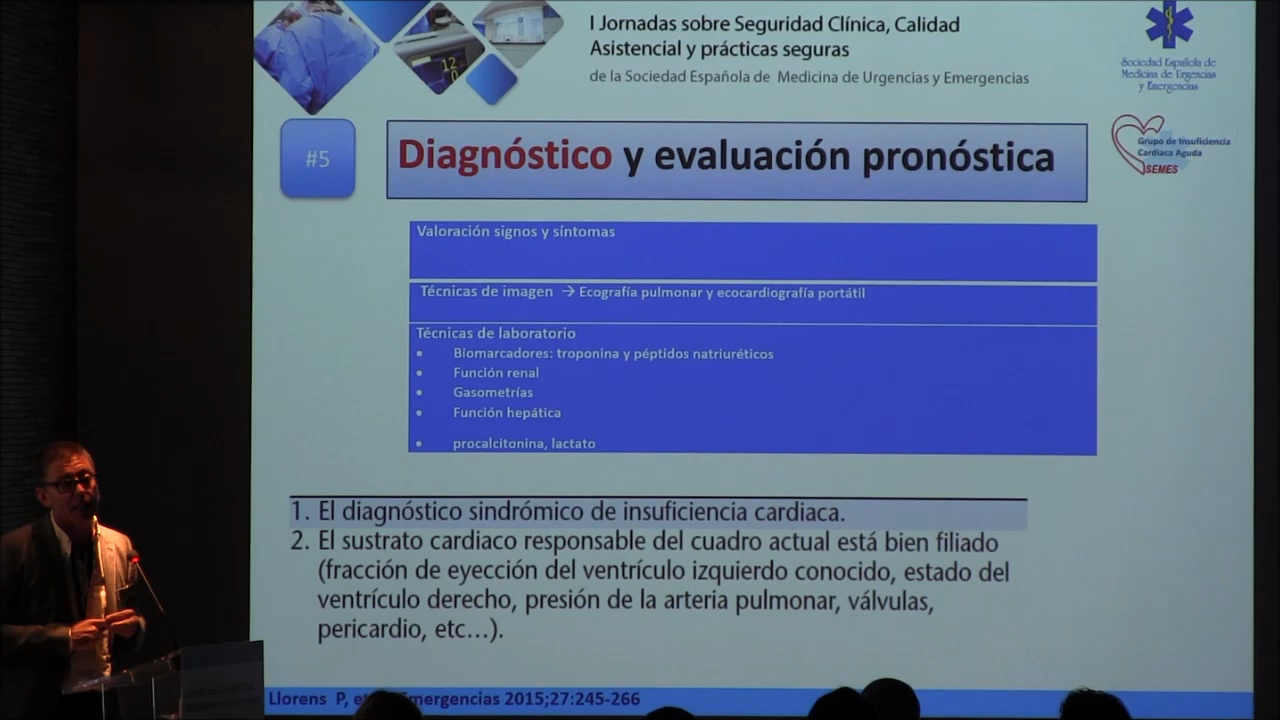 I Jornadas sobre Seguridad Clínica, Calidad
Asistencial y prácticas seguras
de la Sociedad Española de Medicina de Urgencias y Emergencias
Sociedad Española de
Medicina de Urgencias
y Emergencias
12
0
#5
Diagnóstico y evaluación pronóstica
Grupo de Insuficiencia
Cardiaca Aguda
SEMES
Valoración signos y síntomas
Técnicas de imagen → Ecografía pulmonar y ecocardiografía portátil
Técnicas de laboratorio
• Biomarcadores: troponina y péptidos natriuréticos
• Función renal
• Gasometrías
• Función hepática
• procalcitonina, lactato
1. El diagnóstico sindrómico de insuficiencia cardiaca.
2. El sustrato cardiaco responsable del cuadro actual está bien filiado
(fracción de eyección del ventrículo izquierdo conocido, estado del
ventrículo derecho, presión de la arteria pulmonar, válvulas,
pericardio, etc...).
Llorens P, 2015;27:245-266